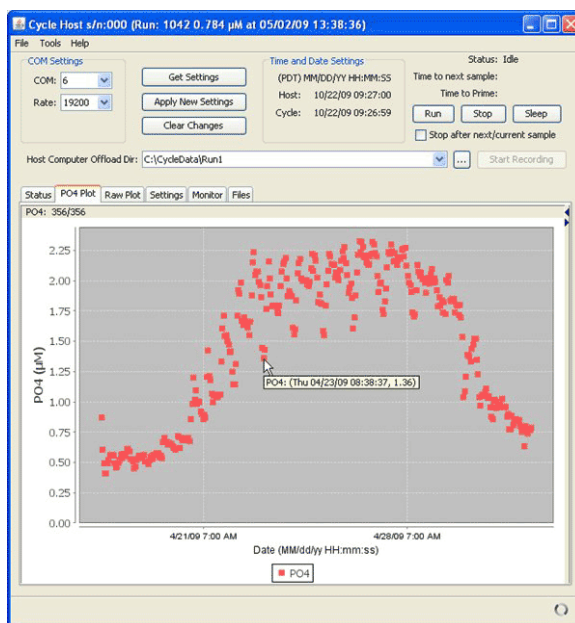 Cycle Host s/n:000 (Run: 1042 0.784 µM at 05/02/09 13:38:36)
File Tools Help
COM Settings
COM: 6
Rate: 19200
Get Settings
Apply New Settings
Clear Changes
Time and Date Settings
(PDT) MM/DD/YY HH:MM:SS
Host: 10/22/09 09:27:00
Cycle: 10/22/09 09:26:59
Status: Idle
Time to next sample:
Time to Prime:
Run Stop Sleep
Stop after next/current sample
Host Computer Offload Dir: C:\CycleData\Run1 ... Start Recording
Status PO4 Plot Raw Plot Settings Monitor Files
PO4: 356/356
PO4 (µM)
2.25
2.00
1.75
1.50
1.25
1.00
0.75
0.50
0.25
0.00
PO4: (Thu 04/23/09 08:38:37, 1.36)
4/21/09 7:00 AM 4/28/09 7:00 AM
Date (MM/dd/yy HH:mm:ss)
PO4